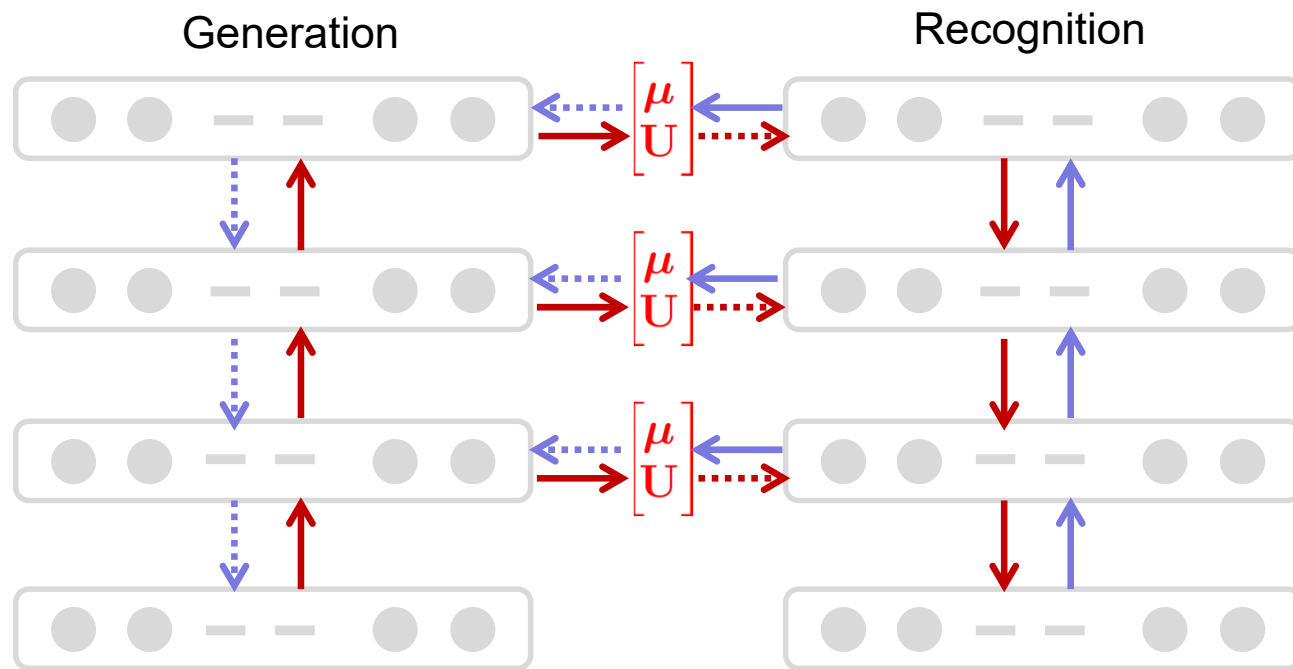 Generation
Recognition
μ
U
μ
U
μ
U